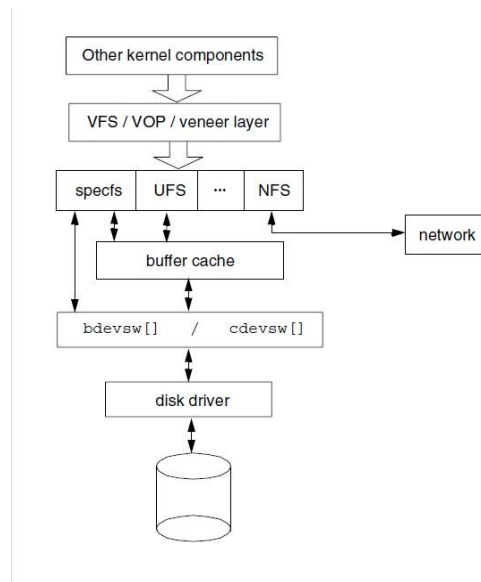 Other kernel components
VFS / VOP / veneer layer
specfs UFS ... NFS
network
buffer cache
bdevsw[] / cdevsw[]
disk driver